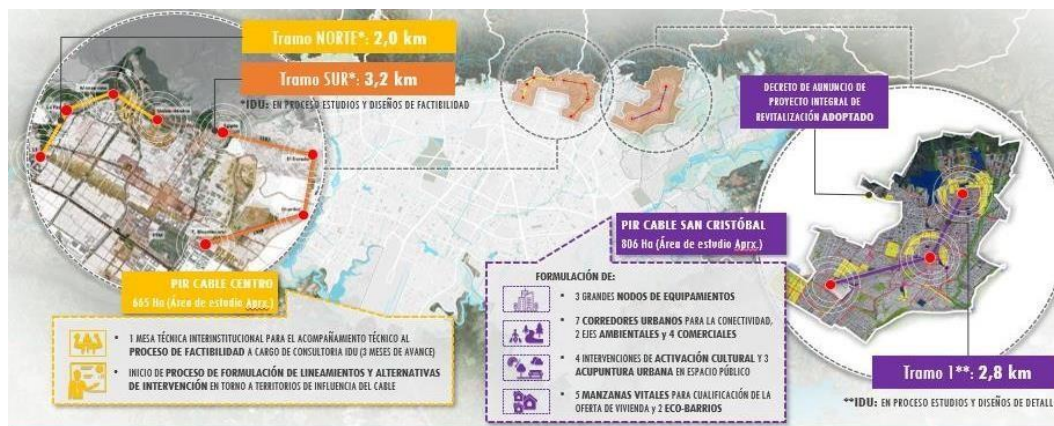 Tramo NORTE*: 2,0 km
Tramo SUR*: 3,2 km
*IDU: EN PROCESO ESTUDIOS Y DISEÑOS DE FACTIBILIDAD
PIR CABLE CENTRO
665 Ha (Área de estudio Aprx.)
• 1 MESA TÉCNICA INTERINSTITUCIONAL PARA EL ACOMPAÑAMIENTO TÉCNICO AL
PROCESO DE FACTIBILIDAD A CARGO DE CONSULTORIA IDU (3 MESES DE AVANCE)
• INICIO DE PROCESO DE FORMULACIÓN DE LINEAMIENTOS Y ALTERNATIVAS
DE INTERVENCIÓN EN TORNO A TERRITORIOS DE INFLUENCIA DEL CABLE
PIR CABLE SAN CRISTÓBAL
806 Ha (Área de estudio Aprx.)
FORMULACIÓN DE:
• 3 GRANDES NODOS DE EQUIPAMIENTOS
• 7 CORREDORES URBANOS PARA LA CONECTIVIDAD,
2 EJES AMBIENTALES y 4 COMERCIALES
• 4 INTERVENCIONES DE ACTIVACIÓN CULTURAL Y 3
ACUPUNTURA URBANA EN ESPACIO PÚBLICO
• 5 MANZANAS VITALES PARA CUALIFICACIÓN DE LA
OFERTA DE VIVIENDA y 2 ECO-BARRIOS
DECRETO DE AUNUNCIO DE
PROYECTO INTEGRAL DE
REVITALIZACIÓN ADOPTADO
Tramo 1**: 2,8 km
**IDU: EN PROCESO ESTUDIOS Y DISEÑOS DE DETALL